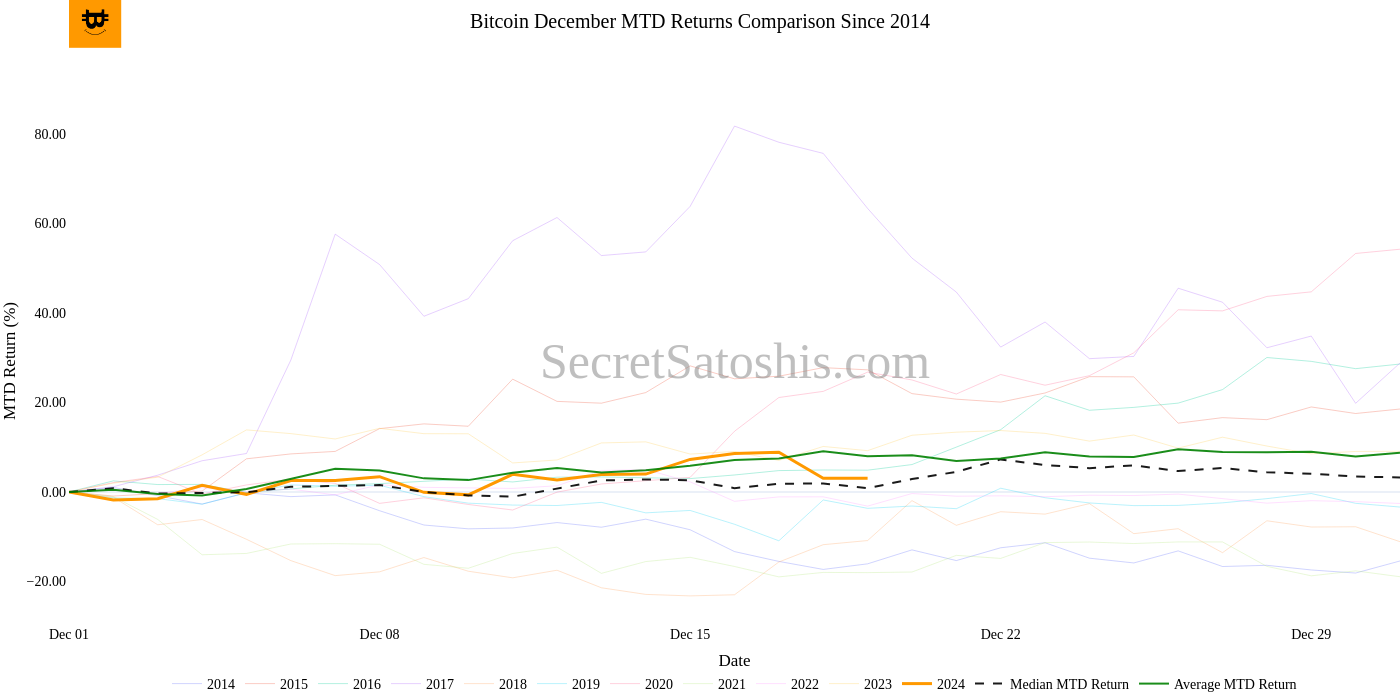 Bitcoin December MTD Returns Comparison Since 2014
MTD Return (%)
80.00
60.00
40.00
20.00
0.00
−20.00
SecretSatoshis.com
Dec 01
Dec 08
Dec 15
Dec 22
Dec 29
Date
2014 2015 2016 2017 2018 2019 2020 2021 2022 2023 2024 Median MTD Return Average MTD Return